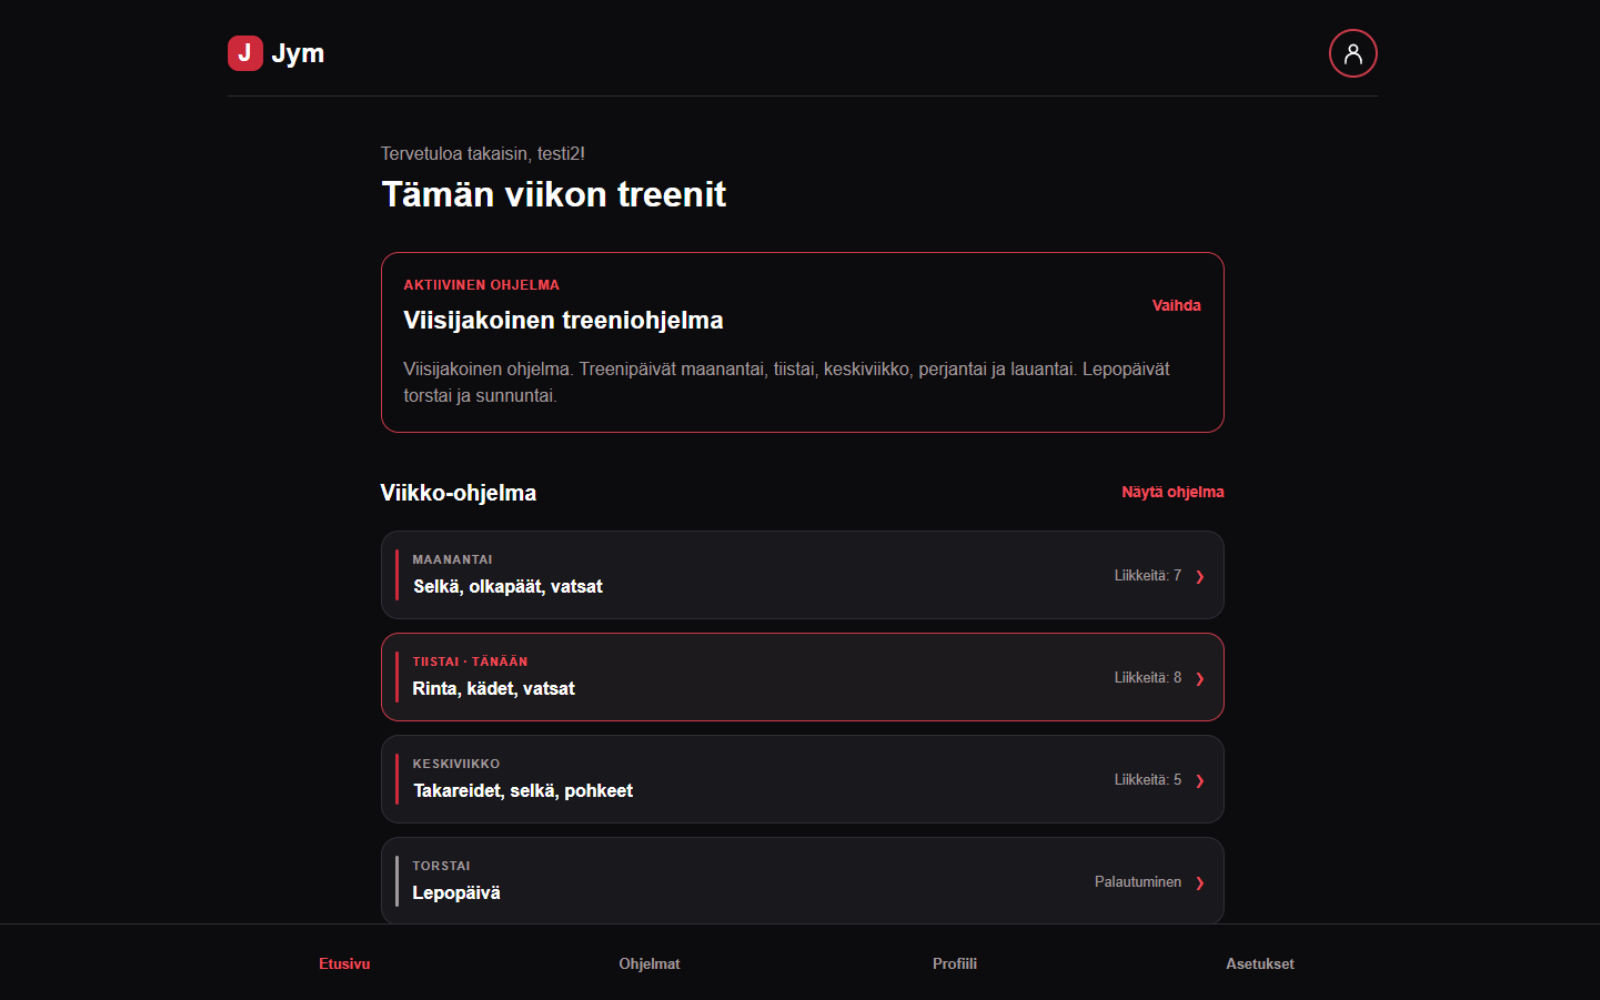 J Jym
Tervetuloa takaisin, testi2!
Tämän viikon treenit
AKTIIVINEN OHJELMA
Viisijakoinen treeniohjelma
Vaihda
Viisijakoinen ohjelma. Treenipäivät maanantai, tiistai, keskiviikko, perjantai ja lauantai. Lepopäivät
torstai ja sunnuntai.
Viikko-ohjelma
Näytä ohjelma
MAANANTAI
Selkä, olkapäät, vatsat
Liikkeitä: 7
TIISTAI · TÄNÄÄN
Rinta, kädet, vatsat
Liikkeitä: 8
KESKIVIIKKO
Takareidet, selkä, pohkeet
Liikkeitä: 5
TORSTAI
Lepopäivä
Palautuminen
Etusivu
Ohjelmat
Profiili
Asetukset